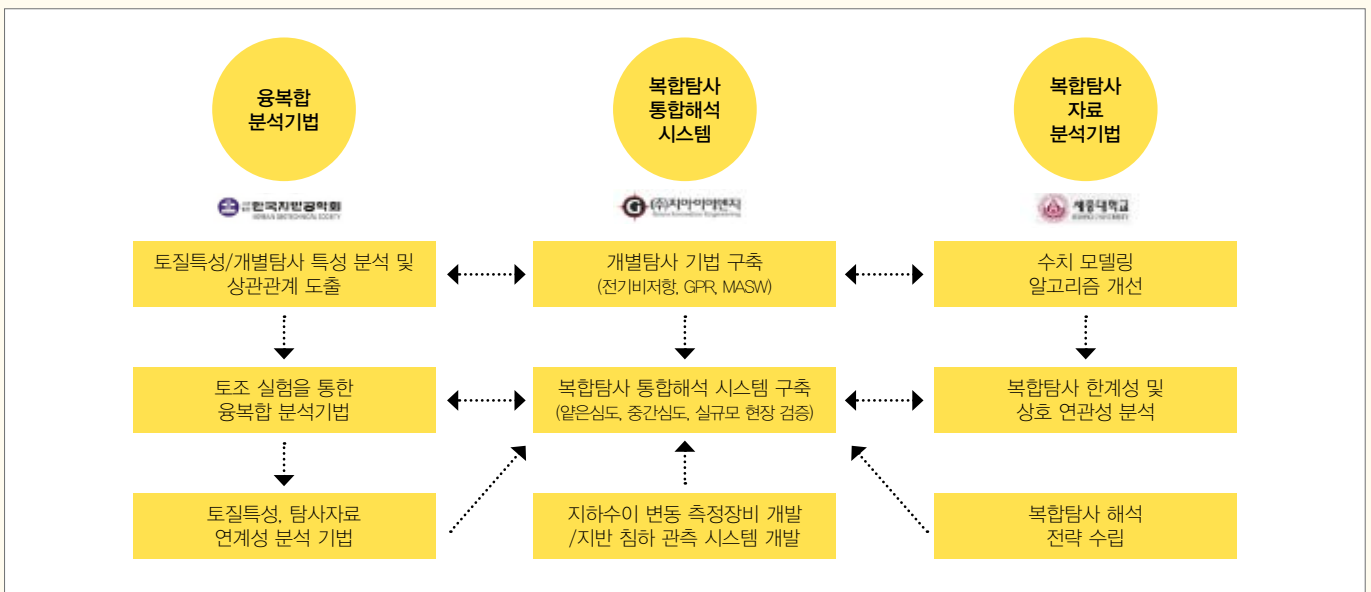 융복합
분석기법
복합탐사
통합해석
시스템
복합탐사
자료
분석기법
한국지반공학회
KOREAN GEOTECHNICAL SOCIETY
(주)지아이이엔지
세종대학교
토질특성/개별탐사 특성 분석 및
상관관계 도출
개별탐사 기법 구축
(전기비저항, GPR, MASW)
수치 모델링
알고리즘 개선
토조 실험을 통한
융복합 분석기법
복합탐사 통합해석 시스템 구축
(얕은심도, 중간심도, 실규모 현장 검증)
복합탐사 한계성 및
상호 연관성 분석
토질특성, 탐사자료
연계성 분석 기법
지하수이 변동 측정장비 개발
/지반 침하 관측 시스템 개발
복합탐사 해석
전략 수립